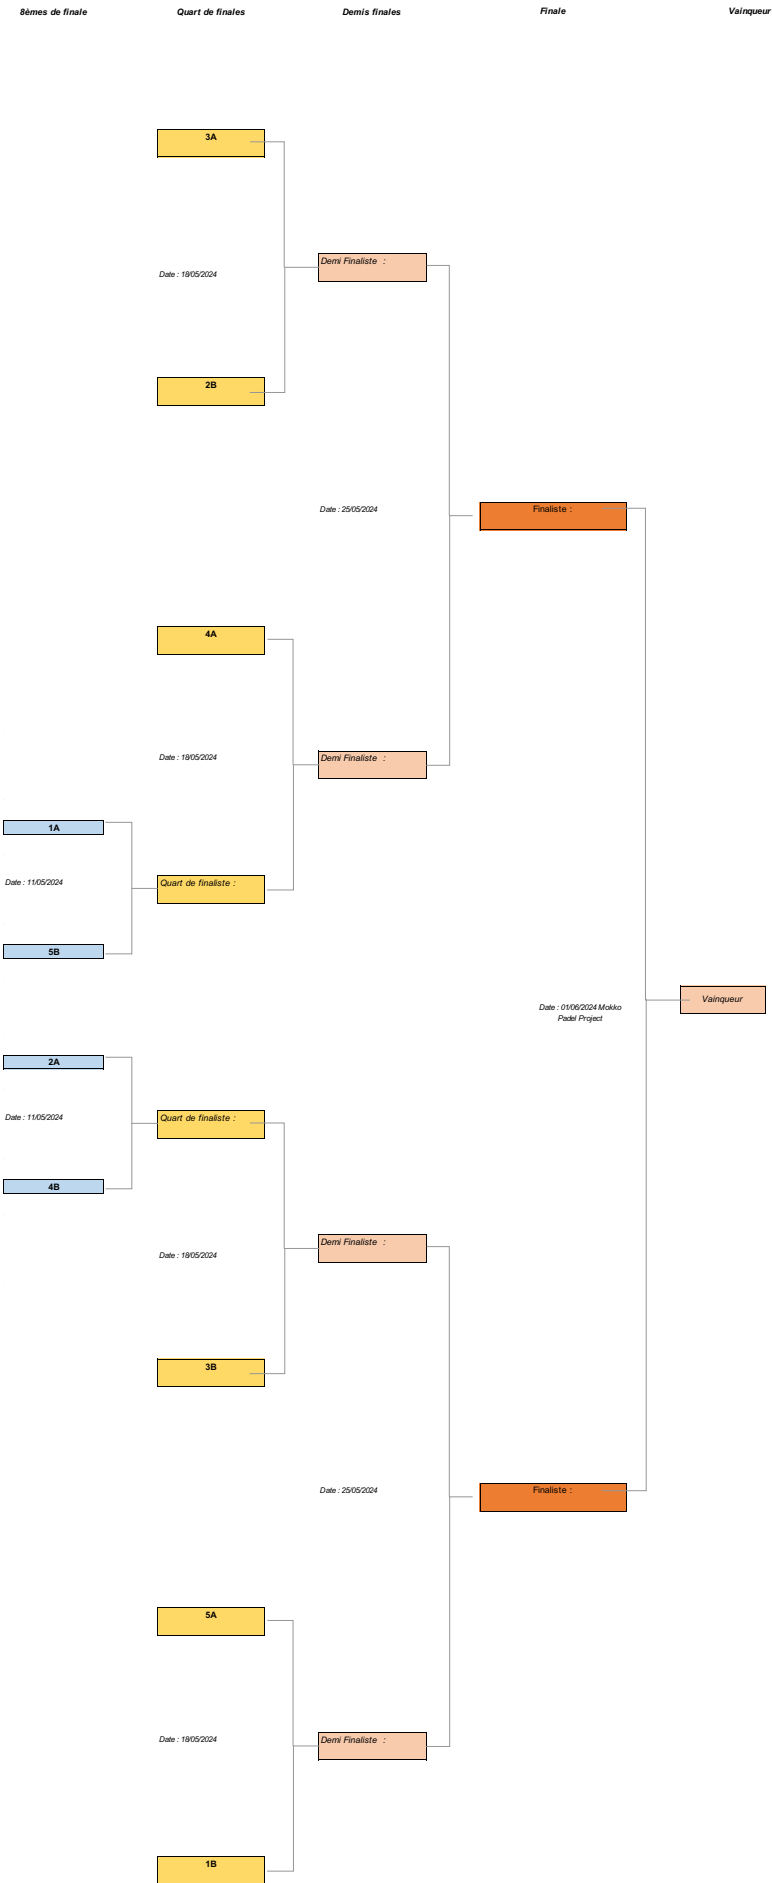 8èmes de finale
Quart de finales
Demis finales
Finale
Vainqueur
3A
Demi Finaliste :
Date : 18/05/2024
2B
Date : 25/05/2024
Finaliste :
4A
Date : 18/05/2024
Demi Finaliste :
1A
Date : 11/05/2024
Quart de finaliste :
5B
Vainqueur
Date : 01/06/2024 Mokko
Padel Project
2A
Date : 11/05/2024
Quart de finaliste :
4B
Demi Finaliste :
Date : 18/05/2024
3B
Date : 25/05/2024
Finaliste :
5A
Date : 18/05/2024
Demi Finaliste :
1B